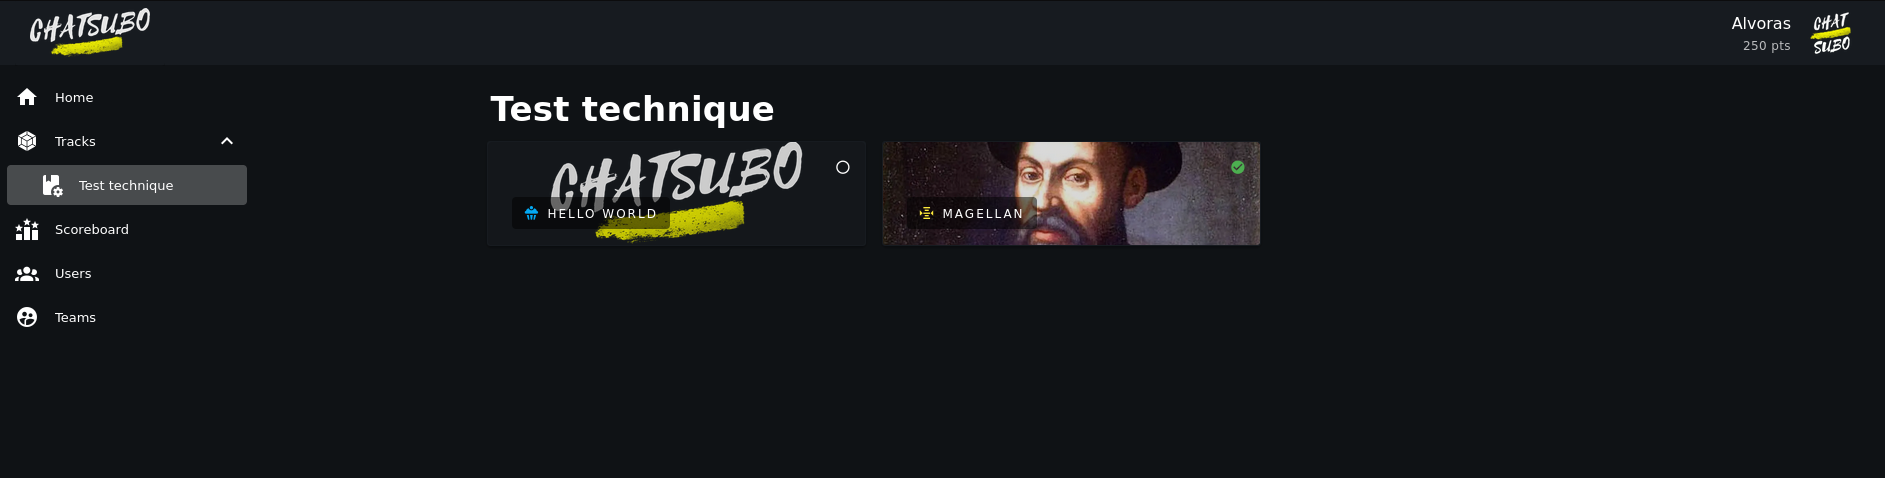 CHATSUBO
Alvoras
250 pts
CHAT
SUBO
Home
Tracks
Test technique
Scoreboard
Users
Teams
Test technique
CHATSUBO
HELLO WORLD
MAGELLAN